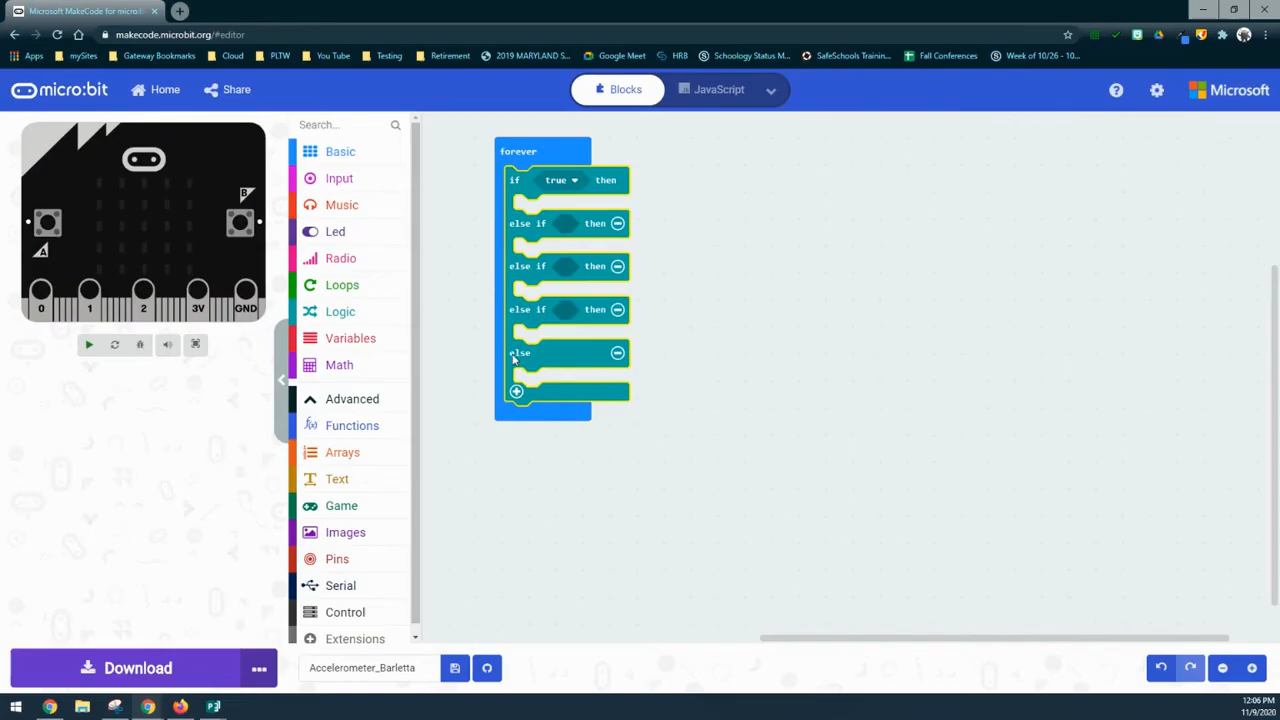 Microsoft MakeCode for micro:bit
makecode.microbit.org/#editor
Apps mySites Gateway Bookmarks Cloud PLTW You Tube Testing Retirement 2019 MARYLAND S... Google Meet HRB Schoology Status M... SafeSchools Trainin... Fall Conferences Week of 10/26 - 10...
micro:bit Home Share Blocks JavaScript Microsoft
Search...
Basic
Input
Music
Led
Radio
Loops
Logic
Variables
Math
Advanced
Functions
Arrays
Text
Game
Images
Pins
Serial
Control
Extensions
A
B
0 1 2 3V GND
forever
if true then
else if then
else if then
else if then
else
Download
Accelerometer_Barletta
12:06 PM
11/9/2020